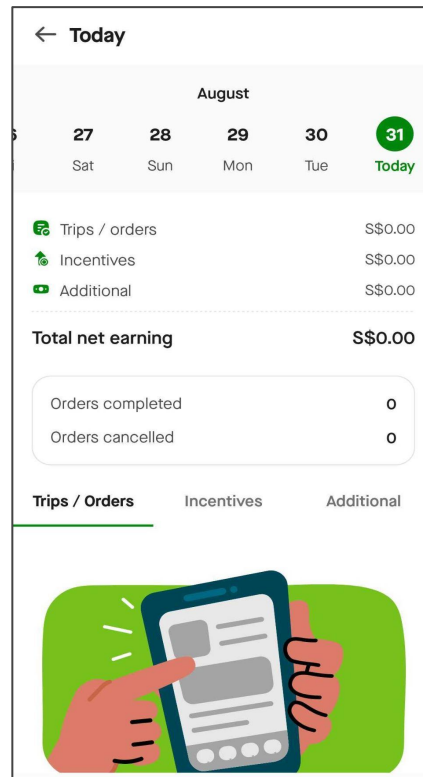 ← Today
August
27 28 29 30 31
Sat Sun Mon Tue Today
Trips / orders S$0.00
Incentives S$0.00
Additional S$0.00
Total net earning S$0.00
Orders completed 0
Orders cancelled 0
Trips / Orders Incentives Additional